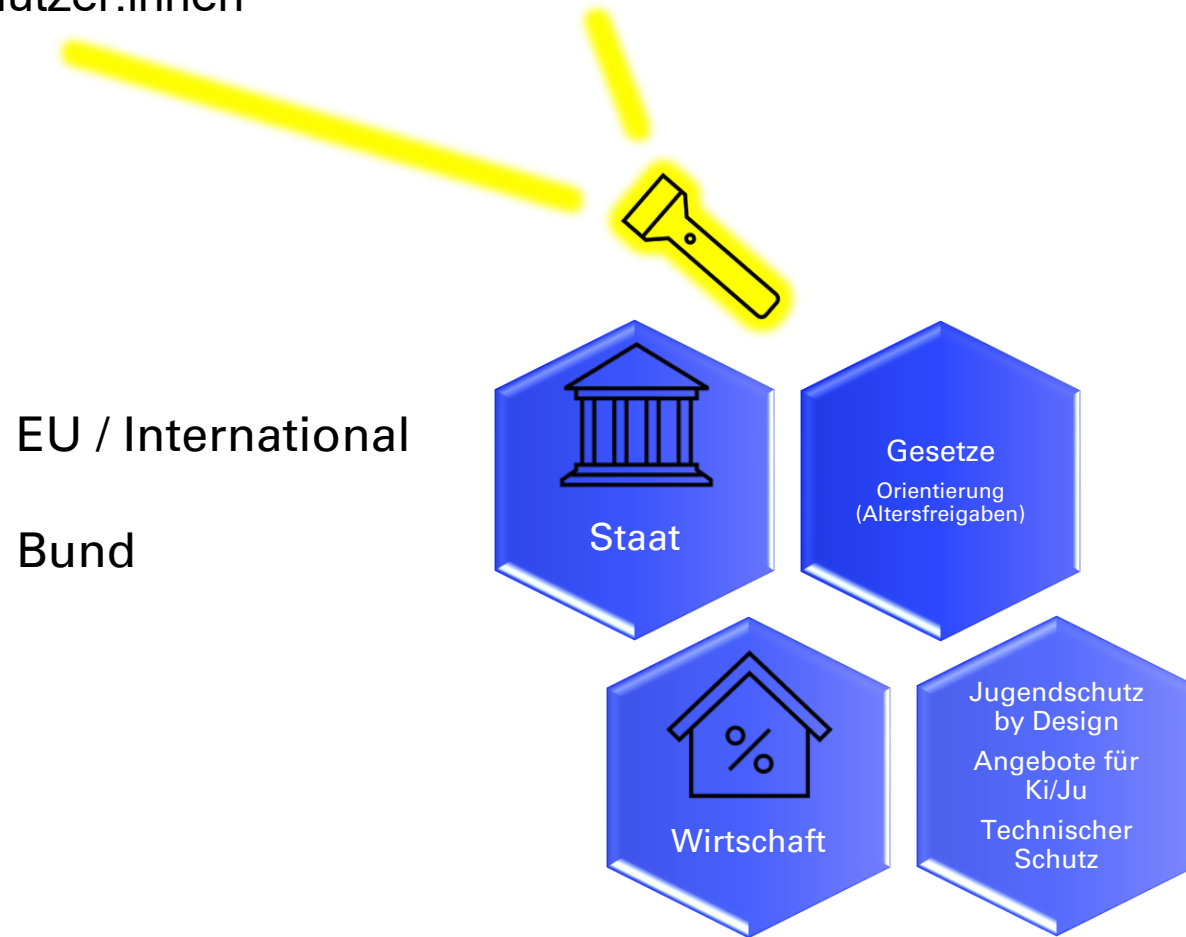 EU / International
Bund
Staat
Gesetze
Orientierung
(Altersfreigaben)
%
Wirtschaft
Jugendschutz
by Design
Angebote für
Ki/Ju
Technischer
Schutz